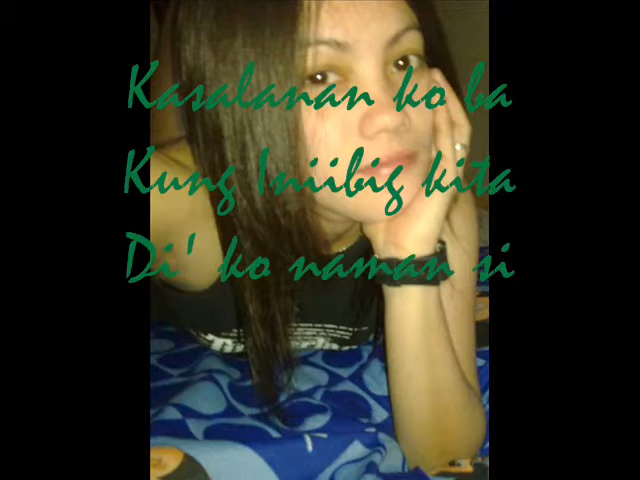 Kasalanan ko ba
Kung Iniibig kita
Di' ko naman si